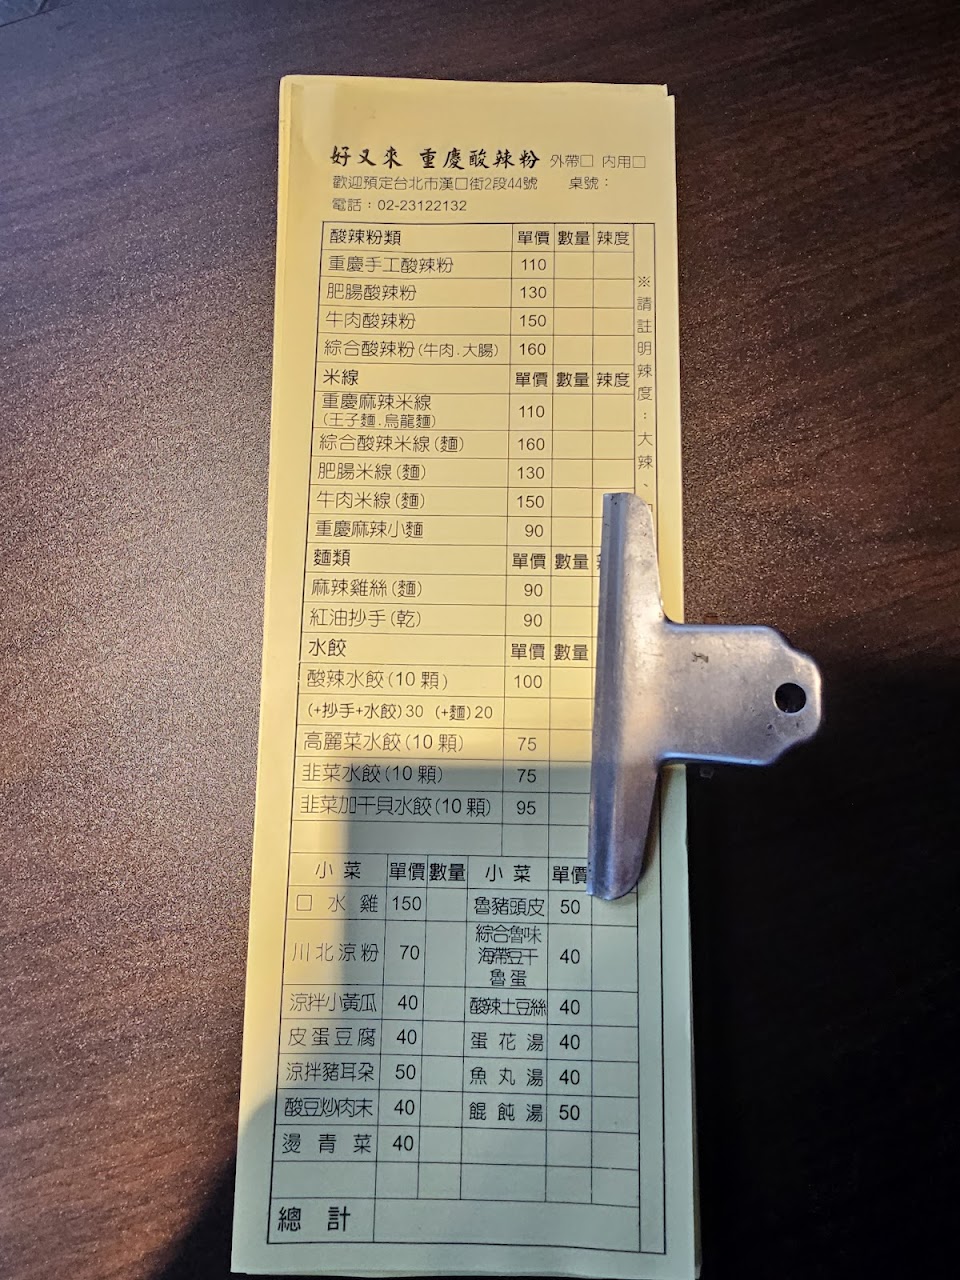 好又來 重慶酸辣粉 外帶□ 內用□
歡迎預定台北市漢口街2段44號 桌號：
電話：02-23122132
酸辣粉類 單價 數量 辣度
重慶手工酸辣粉 110
肥腸酸辣粉 130
牛肉酸辣粉 150
綜合酸辣粉(牛肉.大腸) 160
米線 單價 數量 辣度
重慶麻辣米線
(王子麵.烏龍麵) 110
綜合酸辣米線(麵) 160
肥腸米線(麵) 130
牛肉米線(麵) 150
重慶麻辣小麵 90
麵類 單價 數量
麻辣雞絲(麵) 90
紅油抄手(乾) 90
水餃 單價 數量
酸辣水餃(10顆) 100
(+抄手+水餃)30 (+麵)20
高麗菜水餃(10顆) 75
韭菜水餃(10顆) 75
韭菜加干貝水餃(10顆) 95
※請註明辣度：大辣、
小菜 單價 數量 小菜 單價
口水雞 150 魯豬頭皮 50
川北涼粉 70 綜合魯味
海帶豆干
魯蛋 40
涼拌小黃瓜 40 酸辣土豆絲 40
皮蛋豆腐 40 蛋花湯 40
涼拌豬耳朵 50 魚丸湯 40
酸豆炒肉末 40 餛飩湯 50
燙青菜 40
總計